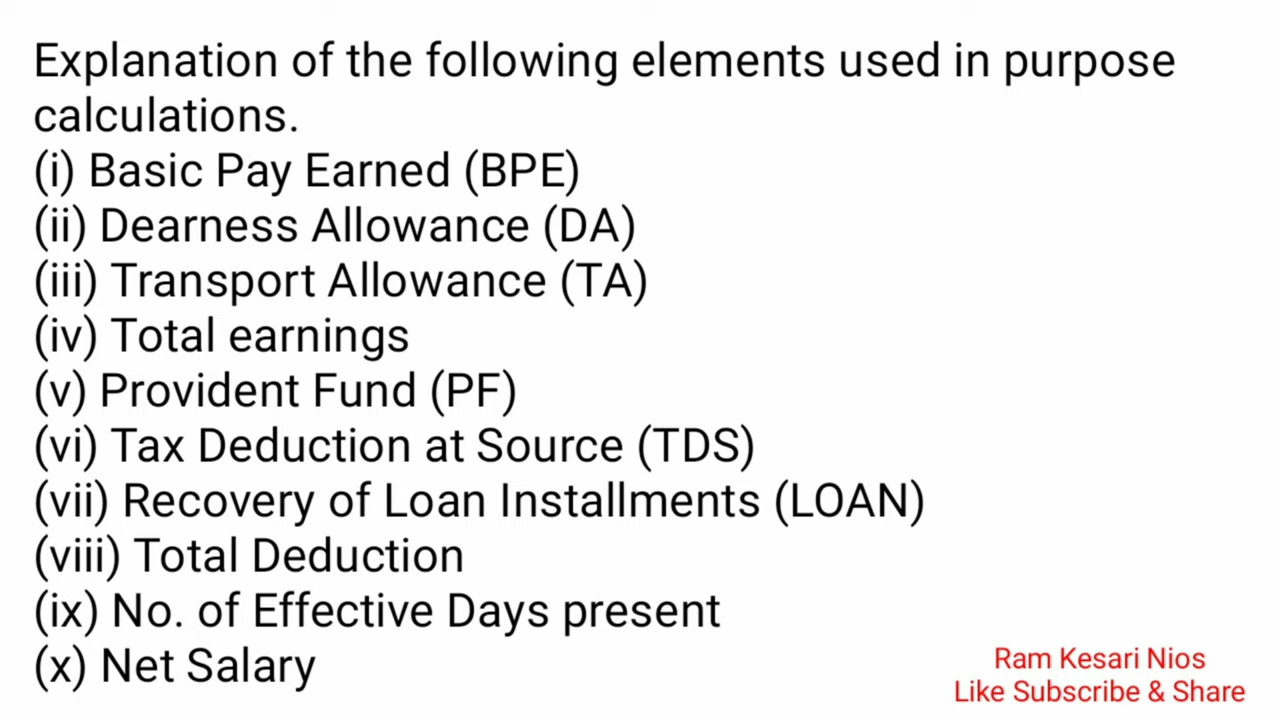 Explanation of the following elements used in purpose
calculations.
(i) Basic Pay Earned (BPE)
(ii) Dearness Allowance (DA)
(iii) Transport Allowance (TA)
(iv) Total earnings
(v) Provident Fund (PF)
(vi) Tax Deduction at Source (TDS)
(vii) Recovery of Loan Installments (LOAN)
(viii) Total Deduction
(ix) No. of Effective Days present
(x) Net Salary
Ram Kesari Nios
Like Subscribe & Share